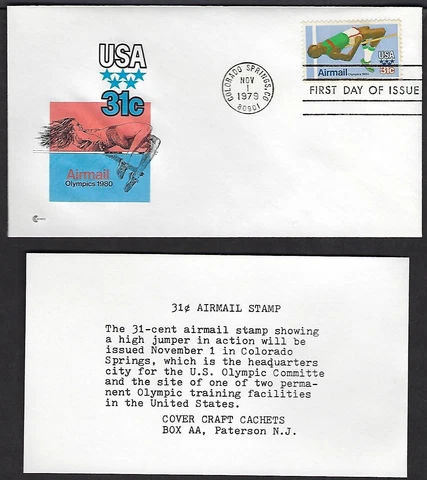 USA
31c
Airmail
Olympics 1980
COLORADO SPRINGS, CO
NOV
1
1979
80901
USA
Airmail Olympics 1980
31c
FIRST DAY OF ISSUE
31¢ AIRMAIL STAMP
The 31-cent airmail stamp showing
a high jumper in action will be
issued November 1 in Colorado
Springs, which is the headquarters
city for the U.S. Olympic Committe
and the site of one of two perma-
nent Olympic training facilities
in the United States.
COVER CRAFT CACHETS
BOX AA, Paterson N.J.